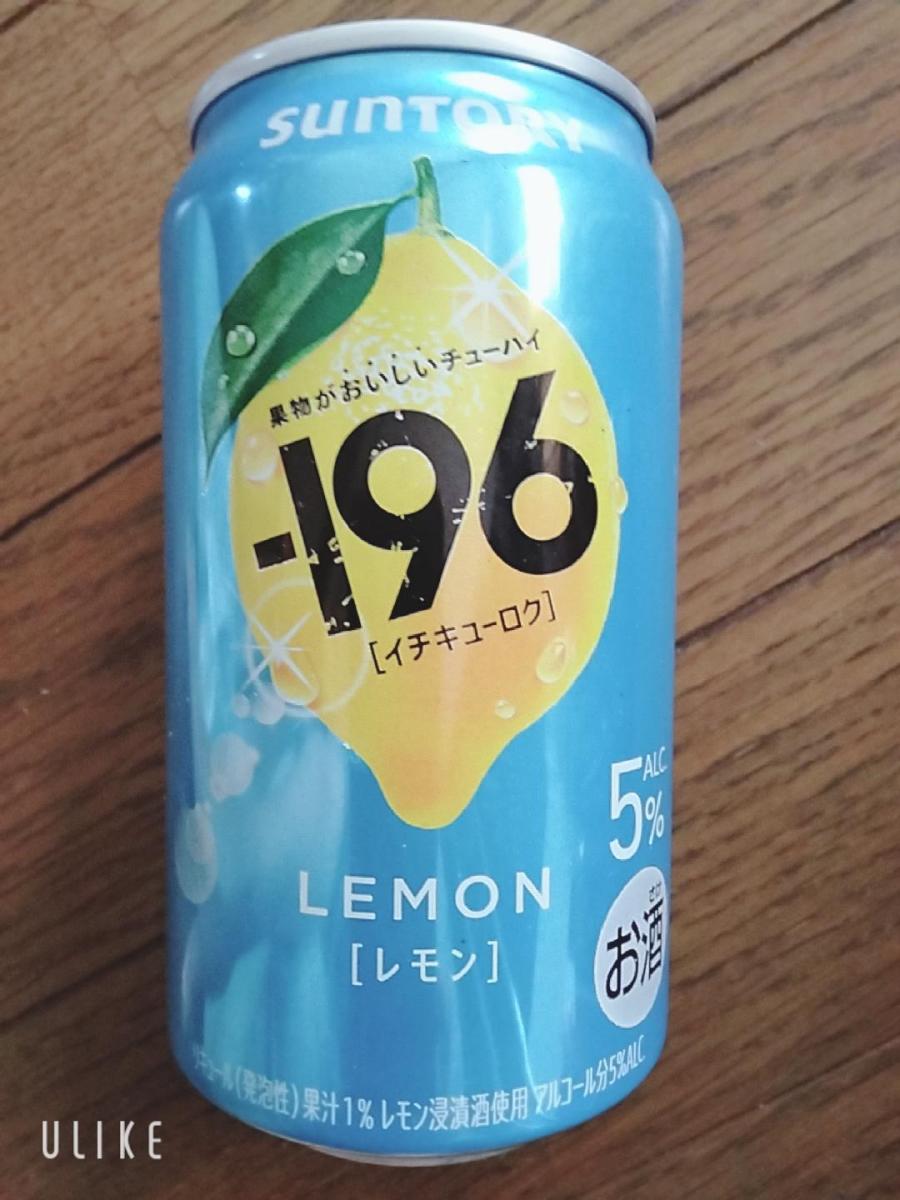 SUNTORY
果物がおいしいチューハイ
-196
[イチキューロク]
ALC.
5%
LEMON
[レモン]
お酒
リキュール(発泡性) 果汁1% レモン浸漬酒使用 アルコール分5%ALC.
ULIKE